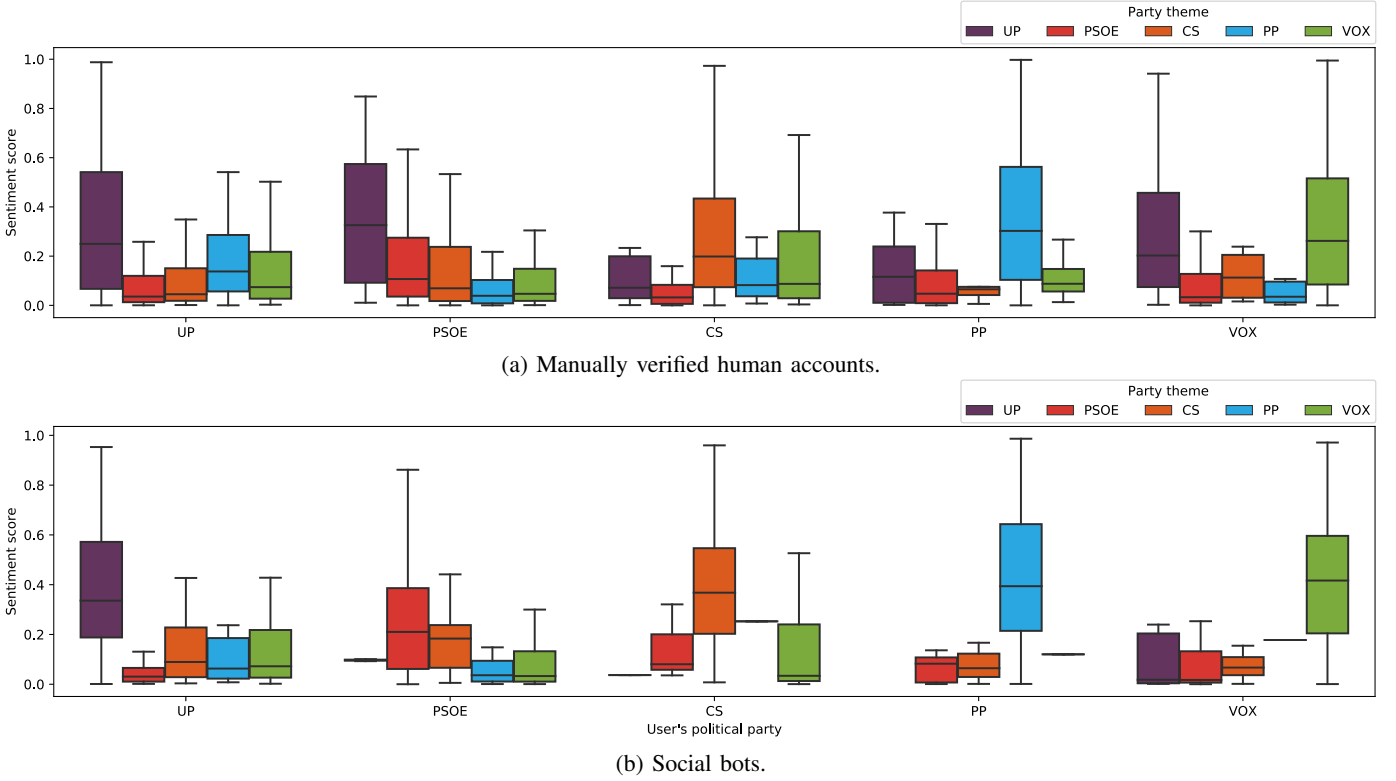 Party theme
UP PSOE CS PP VOX
1.0
0.8
0.6
0.4
0.2
0.0
Sentiment score
UP PSOE CS PP VOX
(a) Manually verified human accounts.
Party theme
UP PSOE CS PP VOX
1.0
0.8
0.6
0.4
0.2
0.0
Sentiment score
UP PSOE CS PP VOX
User's political party
(b) Social bots.